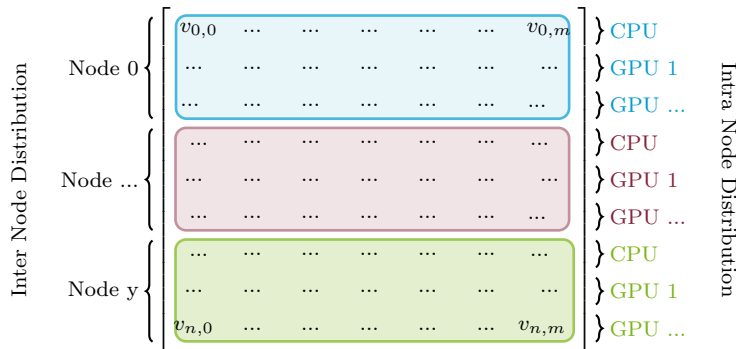 Inter Node Distribution
Node 0
Node ...
Node y
v0,0 ... ... ... ... ... v0,m
... ... ... ... ... ... ...
... ... ... ... ... ... ...
... ... ... ... ... ... ...
... ... ... ... ... ... ...
... ... ... ... ... ... ...
... ... ... ... ... ... ...
... ... ... ... ... ... ...
vn,0 ... ... ... ... ... vn,m
CPU
GPU 1
GPU ...
CPU
GPU 1
GPU ...
CPU
GPU 1
GPU ...
Intra Node Distribution